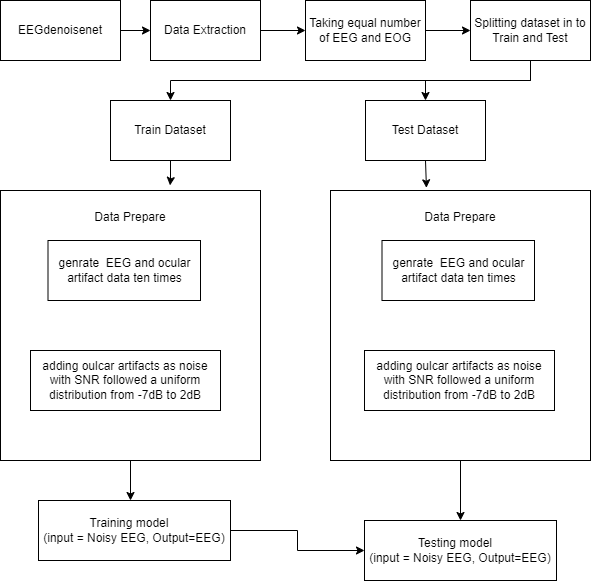 EEGdenoisenet
Data Extraction
Taking equal number
of EEG and EOG
Splitting dataset in to
Train and Test
Train Dataset
Test Dataset
Data Prepare
genrate  EEG and ocular
artifact data ten times
adding oulcar artifacts as noise
with SNR followed a uniform
distribution from -7dB to 2dB
Data Prepare
genrate  EEG and ocular
artifact data ten times
adding oulcar artifacts as noise
with SNR followed a uniform
distribution from -7dB to 2dB
Training model
(input = Noisy EEG, Output=EEG)
Testing model
(input = Noisy EEG, Output=EEG)